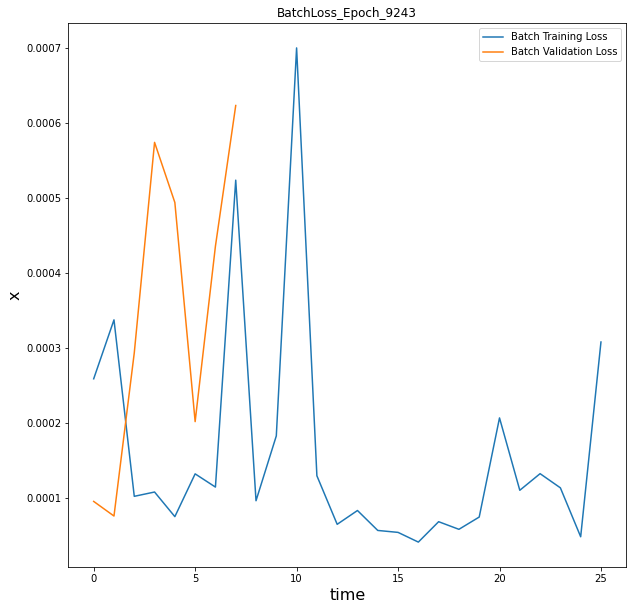 BatchLoss_Epoch_9243
Batch Training Loss
Batch Validation Loss
0.0007
0.0006
0.0005
0.0004
0.0003
0.0002
0.0001
x
0 5 10 15 20 25
time